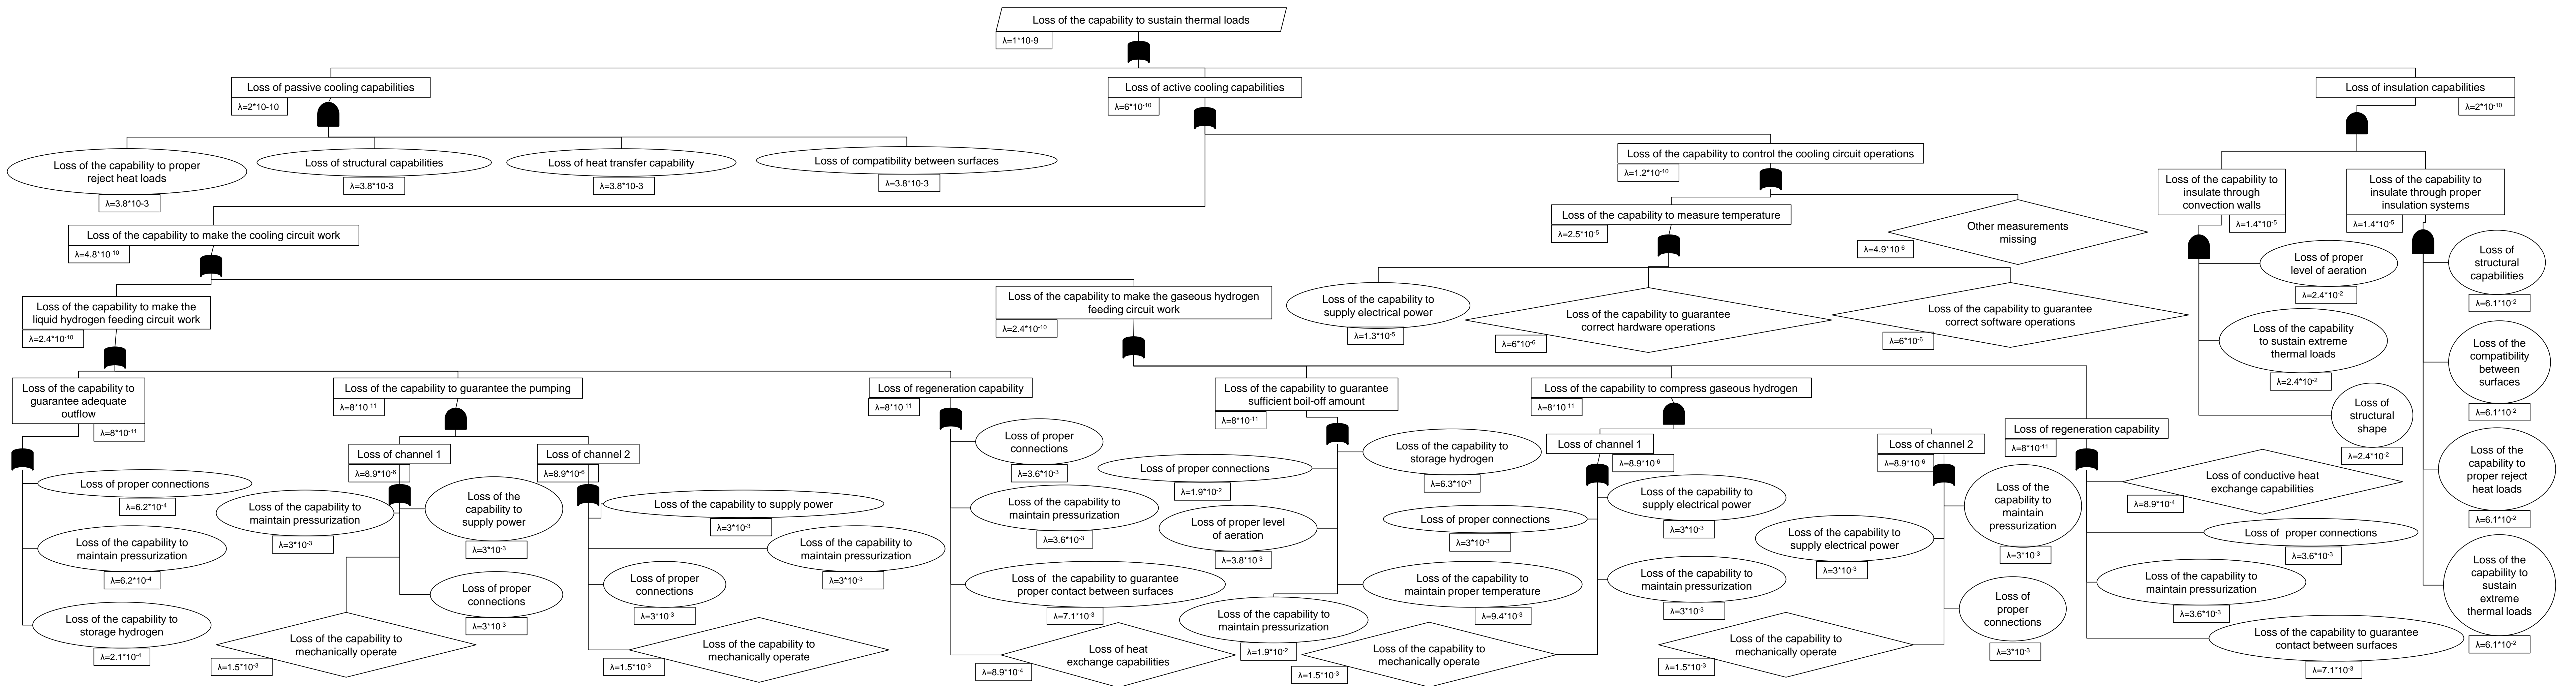 Loss of the capability to sustain thermal loads
λ=1*10-9
Loss of passive cooling capabilities
λ=2*10-10
Loss of active cooling capabilities
λ=6*10-10
Loss of insulation capabilities
λ=2*10-10
Loss of the capability to proper
reject heat loads
λ=3.8*10-3
Loss of structural capabilities
λ=3.8*10-3
Loss of heat transfer capability
λ=3.8*10-3
Loss of compatibility between surfaces
λ=3.8*10-3
Loss of the capability to control the cooling circuit operations
λ=1.2*10-10
Loss of the capability to
insulate through
convection walls
λ=1.4*10-5
Loss of the capability to
insulate through proper
insulation systems
λ=1.4*10-5
Loss of the capability to make the cooling circuit work
λ=4.8*10-10
Loss of the capability to measure temperature
λ=2.5*10-5
Other measurements
missing
λ=4.9*10-6
Loss of proper
level of aeration
λ=2.4*10-2
Loss of
structural
capabilities
λ=6.1*10-2
Loss of the capability to make the
liquid hydrogen feeding circuit work
λ=2.4*10-10
Loss of the capability to make the gaseous hydrogen
feeding circuit work
λ=2.4*10-10
Loss of the capability to
supply electrical power
λ=1.3*10-5
Loss of the capability to guarantee
correct hardware operations
λ=6*10-6
Loss of the capability to guarantee
correct software operations
λ=6*10-6
Loss of the capability
to sustain extreme
thermal loads
λ=2.4*10-2
Loss of the
compatibility
between
surfaces
λ=6.1*10-2
Loss of
structural
shape
λ=2.4*10-2
Loss of the capability to
guarantee adequate
outflow
λ=8*10-11
Loss of the capability to guarantee the pumping
λ=8*10-11
Loss of regeneration capability
λ=8*10-11
Loss of the capability to guarantee
sufficient boil-off amount
λ=8*10-11
Loss of the capability to compress gaseous hydrogen
λ=8*10-11
Loss of regeneration capability
λ=8*10-11
Loss of the
capability to
proper reject
heat loads
λ=6.1*10-2
Loss of the
capability to
sustain
extreme
thermal loads
λ=6.1*10-2
Loss of proper connections
λ=6.2*10-4
Loss of the capability to
maintain pressurization
λ=6.2*10-4
Loss of the capability to
storage hydrogen
λ=2.1*10-4
Loss of channel 1
λ=8.9*10-6
Loss of the capability to
maintain pressurization
λ=3*10-3
Loss of the
capability to
supply power
λ=3*10-3
Loss of proper
connections
λ=3*10-3
Loss of the capability to
mechanically operate
λ=1.5*10-3
Loss of channel 2
λ=8.9*10-6
Loss of the capability to supply power
λ=3*10-3
Loss of the capability to
maintain pressurization
λ=3*10-3
Loss of proper
connections
λ=3*10-3
Loss of the capability to
mechanically operate
λ=1.5*10-3
Loss of proper
connections
λ=3.6*10-3
Loss of the capability to
maintain pressurization
λ=3.6*10-3
Loss of  the capability to guarantee
proper contact between surfaces
λ=7.1*10-3
Loss of heat
exchange capabilities
λ=8.9*10-4
Loss of the capability to
storage hydrogen
λ=6.3*10-3
Loss of proper connections
λ=1.9*10-2
Loss of proper level
of aeration
λ=3.8*10-3
Loss of the capability to
maintain proper temperature
λ=9.4*10-3
Loss of the capability to
maintain pressurization
λ=1.9*10-2
Loss of channel 1
λ=8.9*10-6
Loss of the capability to
supply electrical power
λ=3*10-3
Loss of proper connections
λ=3*10-3
Loss of the capability to
maintain pressurization
λ=3*10-3
Loss of the capability to
mechanically operate
λ=1.5*10-3
Loss of channel 2
λ=8.9*10-6
Loss of the
capability to
maintain
pressurization
λ=3*10-3
Loss of the capability to
supply electrical power
λ=3*10-3
Loss of
proper
connections
λ=3*10-3
Loss of the capability to
mechanically operate
λ=1.5*10-3
Loss of conductive heat
exchange capabilities
λ=8.9*10-4
Loss of  proper connections
λ=3.6*10-3
Loss of the capability to
maintain pressurization
λ=3.6*10-3
Loss of the capability to guarantee
contact between surfaces
λ=7.1*10-3